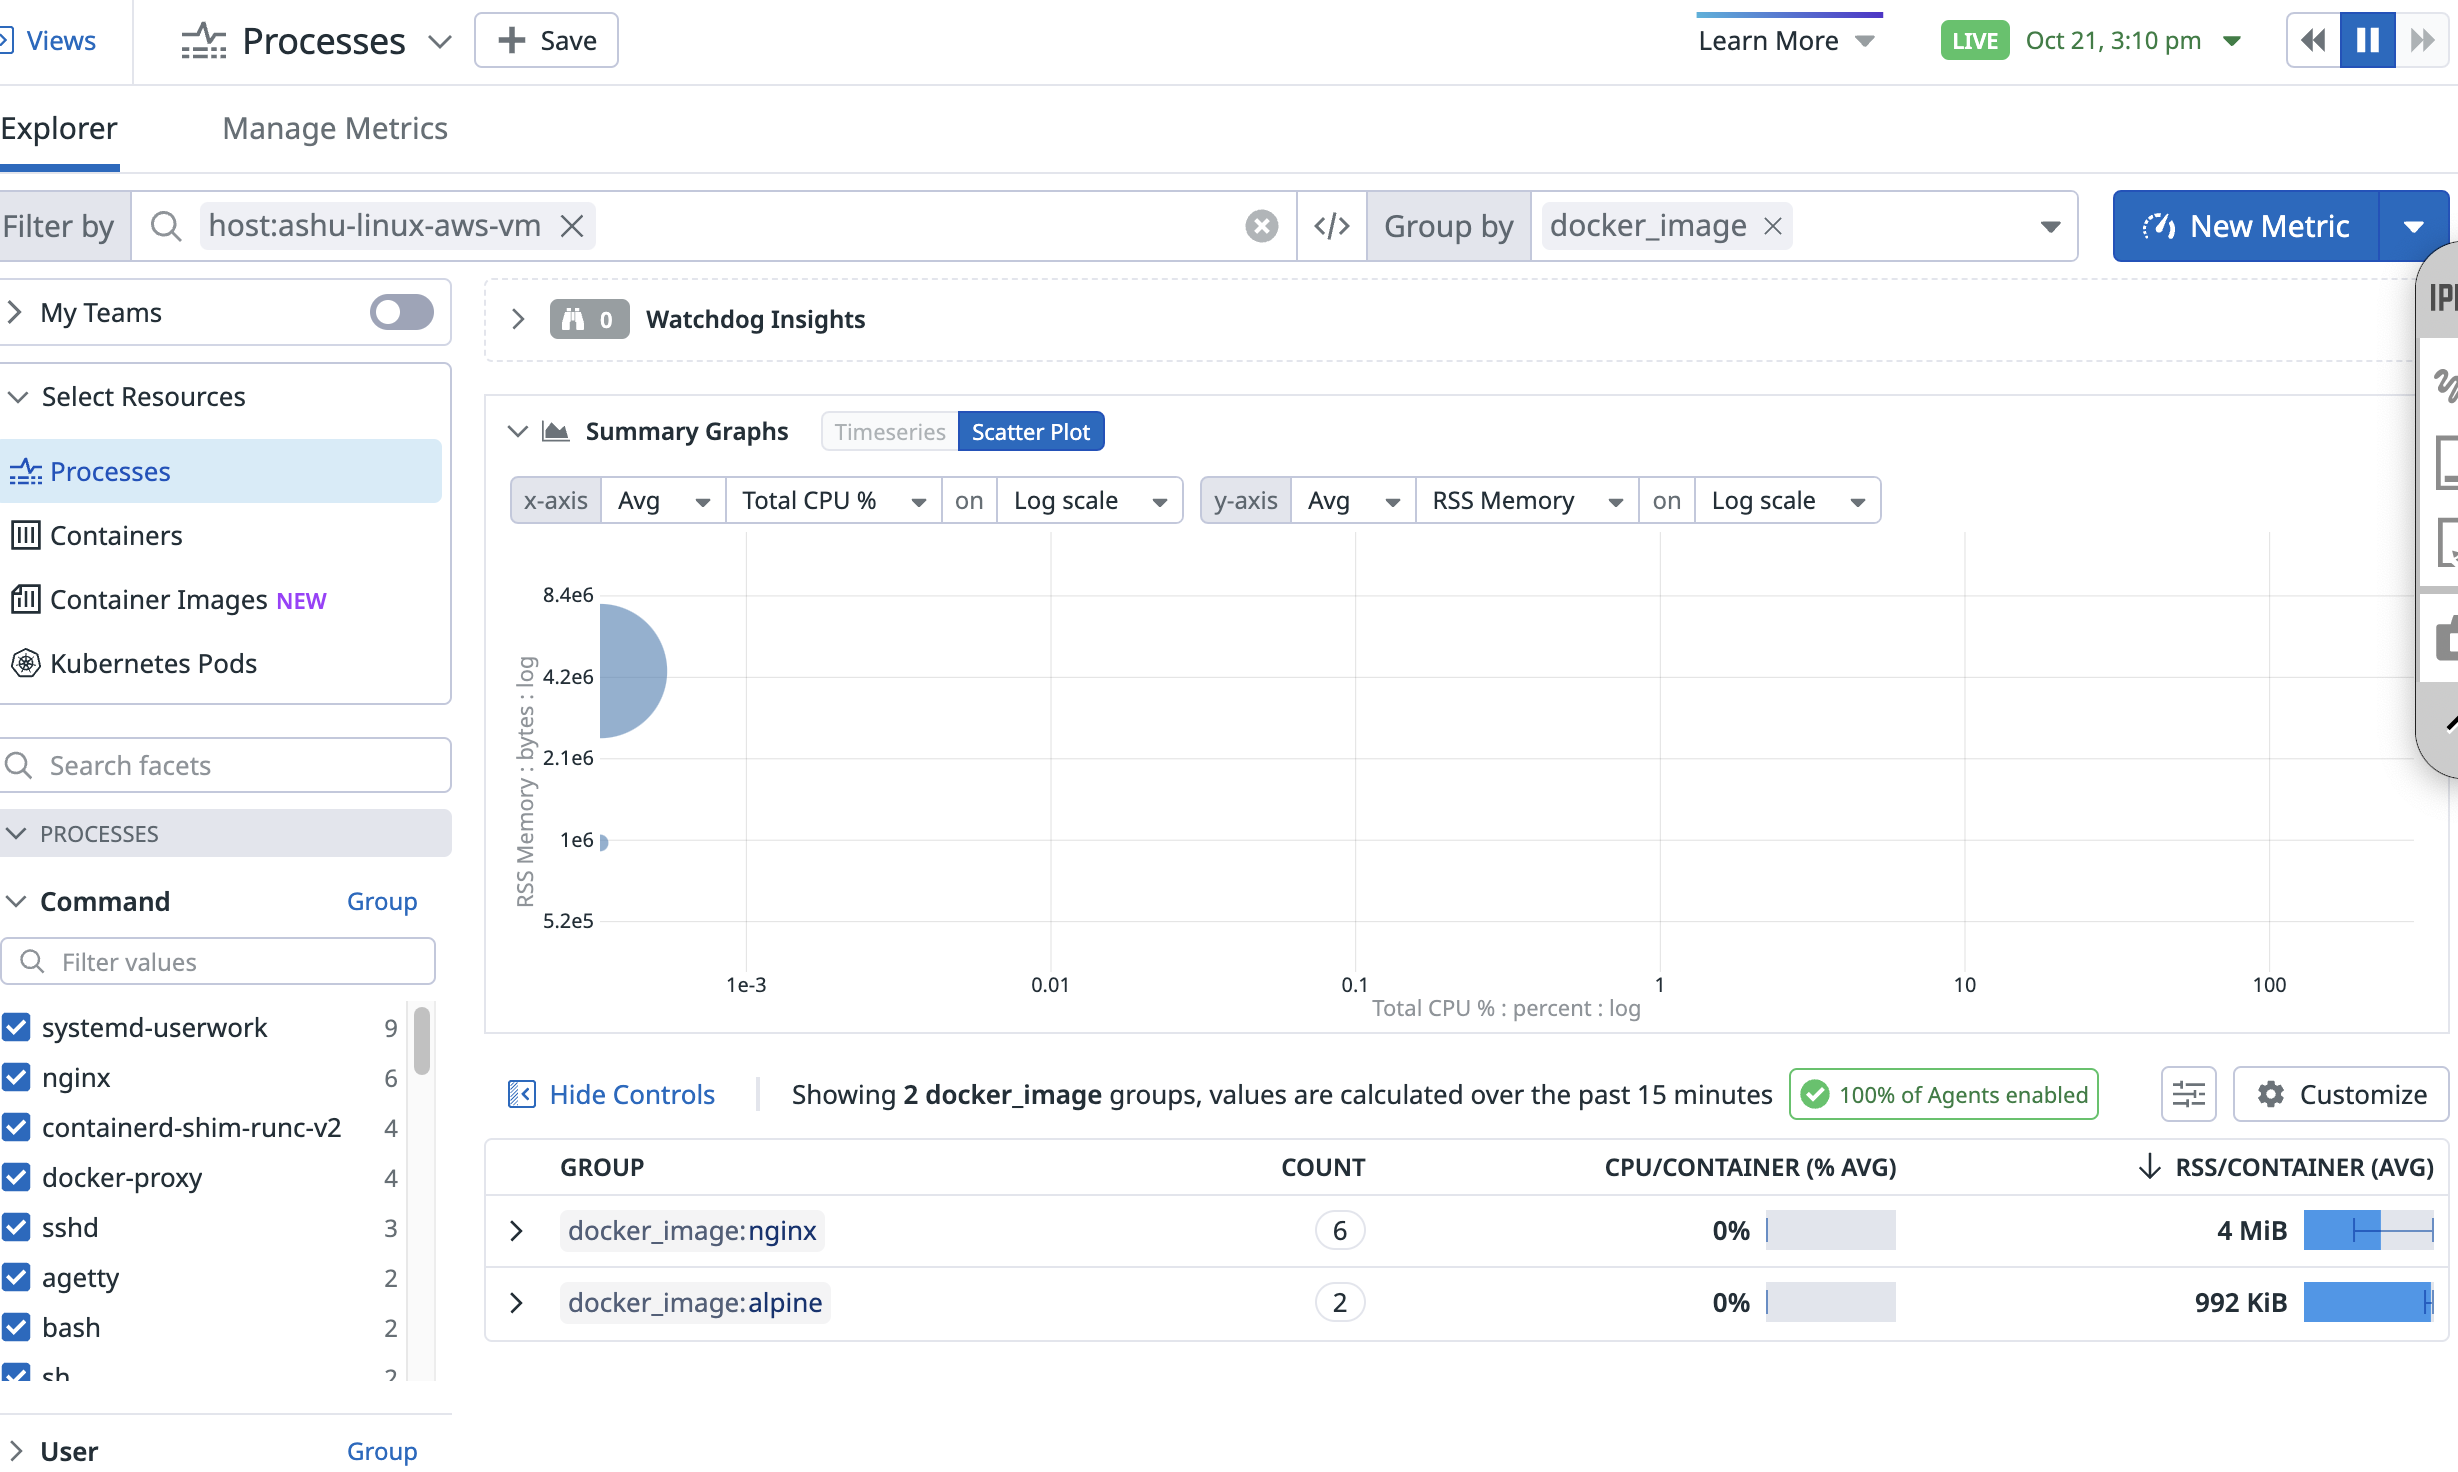 Views
Processes
Save
Learn More
LIVE Oct 21, 3:10 pm
Explorer
Manage Metrics
Filter by
host:ashu-linux-aws-vm
</>
Group by
docker_image
New Metric
My Teams
Select Resources
Processes
Containers
Container Images NEW
Kubernetes Pods
Search facets
PROCESSES
Command Group
Filter values
systemd-userwork 9
nginx 6
containerd-shim-runc-v2 4
docker-proxy 4
sshd 3
agetty 2
bash 2
sh 2
User Group
0 Watchdog Insights
Summary Graphs Timeseries Scatter Plot
x-axis Avg Total CPU % on Log scale y-axis Avg RSS Memory on Log scale
RSS Memory : bytes : log
8.4e6
4.2e6
2.1e6
1e6
5.2e5
1e-3 0.01 0.1 1 10 100
Total CPU % : percent : log
Hide Controls Showing 2 docker_image groups, values are calculated over the past 15 minutes 100% of Agents enabled Customize
GROUP COUNT CPU/CONTAINER (% AVG) RSS/CONTAINER (AVG)
docker_image:nginx 6 0% 4 MiB
docker_image:alpine 2 0% 992 KiB